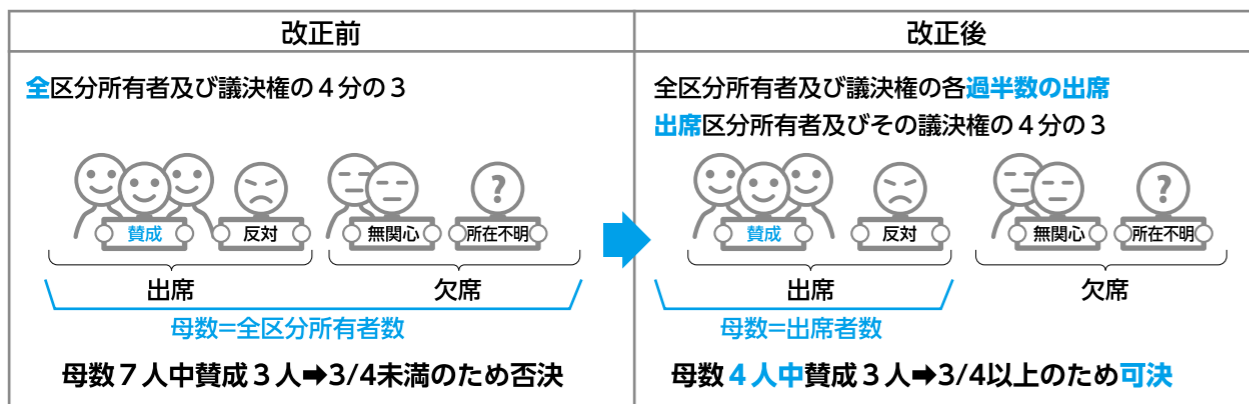 改正前
全区分所有者及び議決権の4分の3
賛成
反対
無関心
?
所在不明
出席
欠席
母数=全区分所有者数
母数7人中賛成3人➡3/4未満のため否決
改正後
全区分所有者及び議決権の各過半数の出席
出席区分所有者及びその議決権の4分の3
賛成
反対
無関心
?
所在不明
出席
欠席
母数=出席者数
母数4人中賛成3人➡3/4以上のため可決